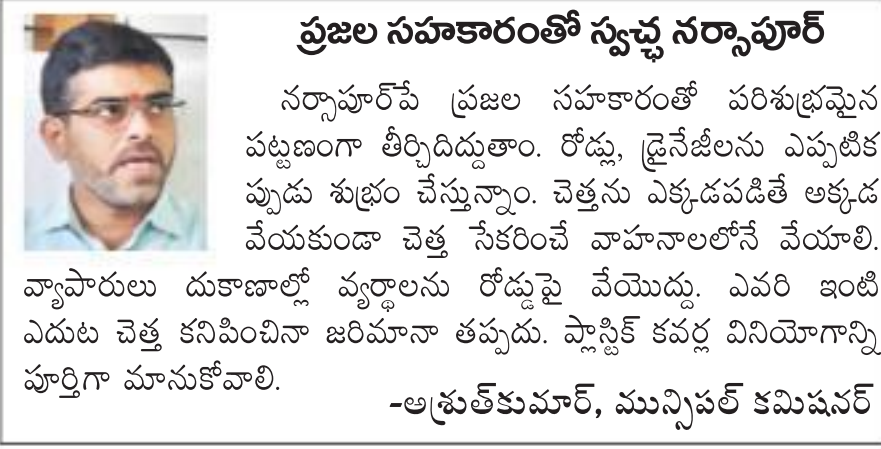 ప్రజల సహకారంతో స్వచ్ఛ నర్సాపూర్
నర్సాపూర్‌పే ప్రజల సహకారంతో పరిశుభ్రమైన
పట్టణంగా తీర్చిదిద్దుతాం. రోడ్లు, డ్రైనేజీలను ఎప్పటిక
ప్పుడు శుభ్రం చేస్తున్నాం. చెత్తను ఎక్కడపడితే అక్కడ
వేయకుండా చెత్త సేకరించే వాహనాలలోనే వేయాలి.
వ్యాపారులు దుకాణాల్లో వ్యర్థాలను రోడ్డుపై వేయొద్దు. ఎవరి ఇంటి
ఎదుట చెత్త కనిపించినా జరిమానా తప్పదు. ప్లాస్టిక్ కవర్ల వినియోగాన్ని
పూర్తిగా మానుకోవాలి.
-అశ్రుత్‌కుమార్, మున్సిపల్ కమిషనర్